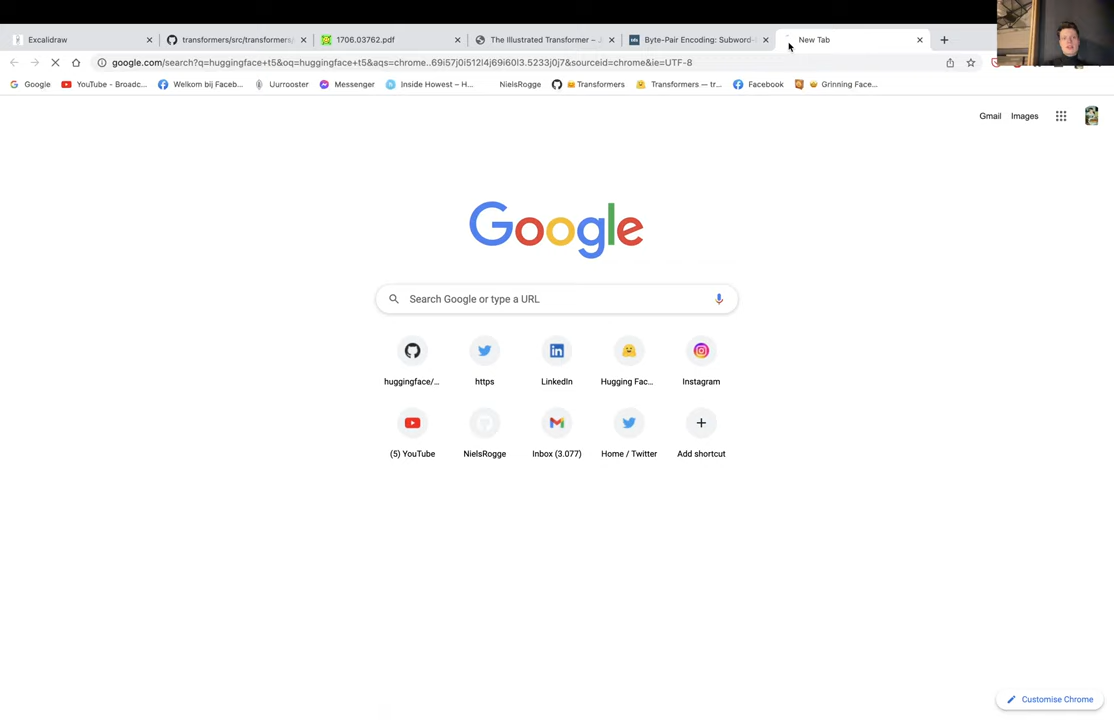 Excalidraw
transformers/src/transformers/
1706.03762.pdf
The Illustrated Transformer – J
Byte-Pair Encoding: Subword-
New Tab
google.com/search?q=huggingface+t5&oq=huggingface+t5&aqs=chrome..69i57j0i512l4j69i60l3.5233j0j7&sourceid=chrome&ie=UTF-8
Google
YouTube - Broadc...
Welkom bij Faceb...
Uurrooster
Messenger
Inside Howest – H...
NielsRogge
Transformers
Transformers — tr...
Facebook
Grinning Face...
Gmail
Images
Google
Search Google or type a URL
huggingface/...
https
LinkedIn
Hugging Fac...
Instagram
(5) YouTube
NielsRogge
Inbox (3.077)
Home / Twitter
Add shortcut
Customise Chrome